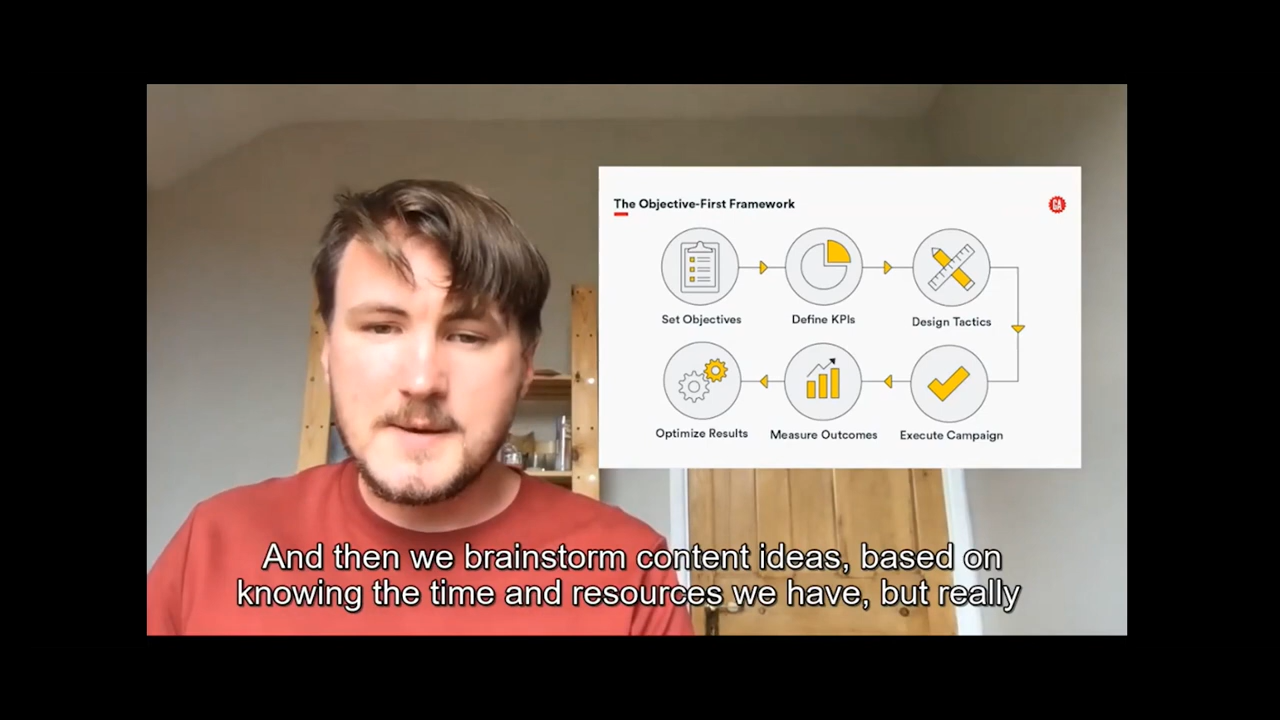 The Objective-First Framework
GA
Set Objectives
Define KPIs
Design Tactics
Optimize Results
Measure Outcomes
Execute Campaign
And then we brainstorm content ideas, based on
knowing the time and resources we have, but really